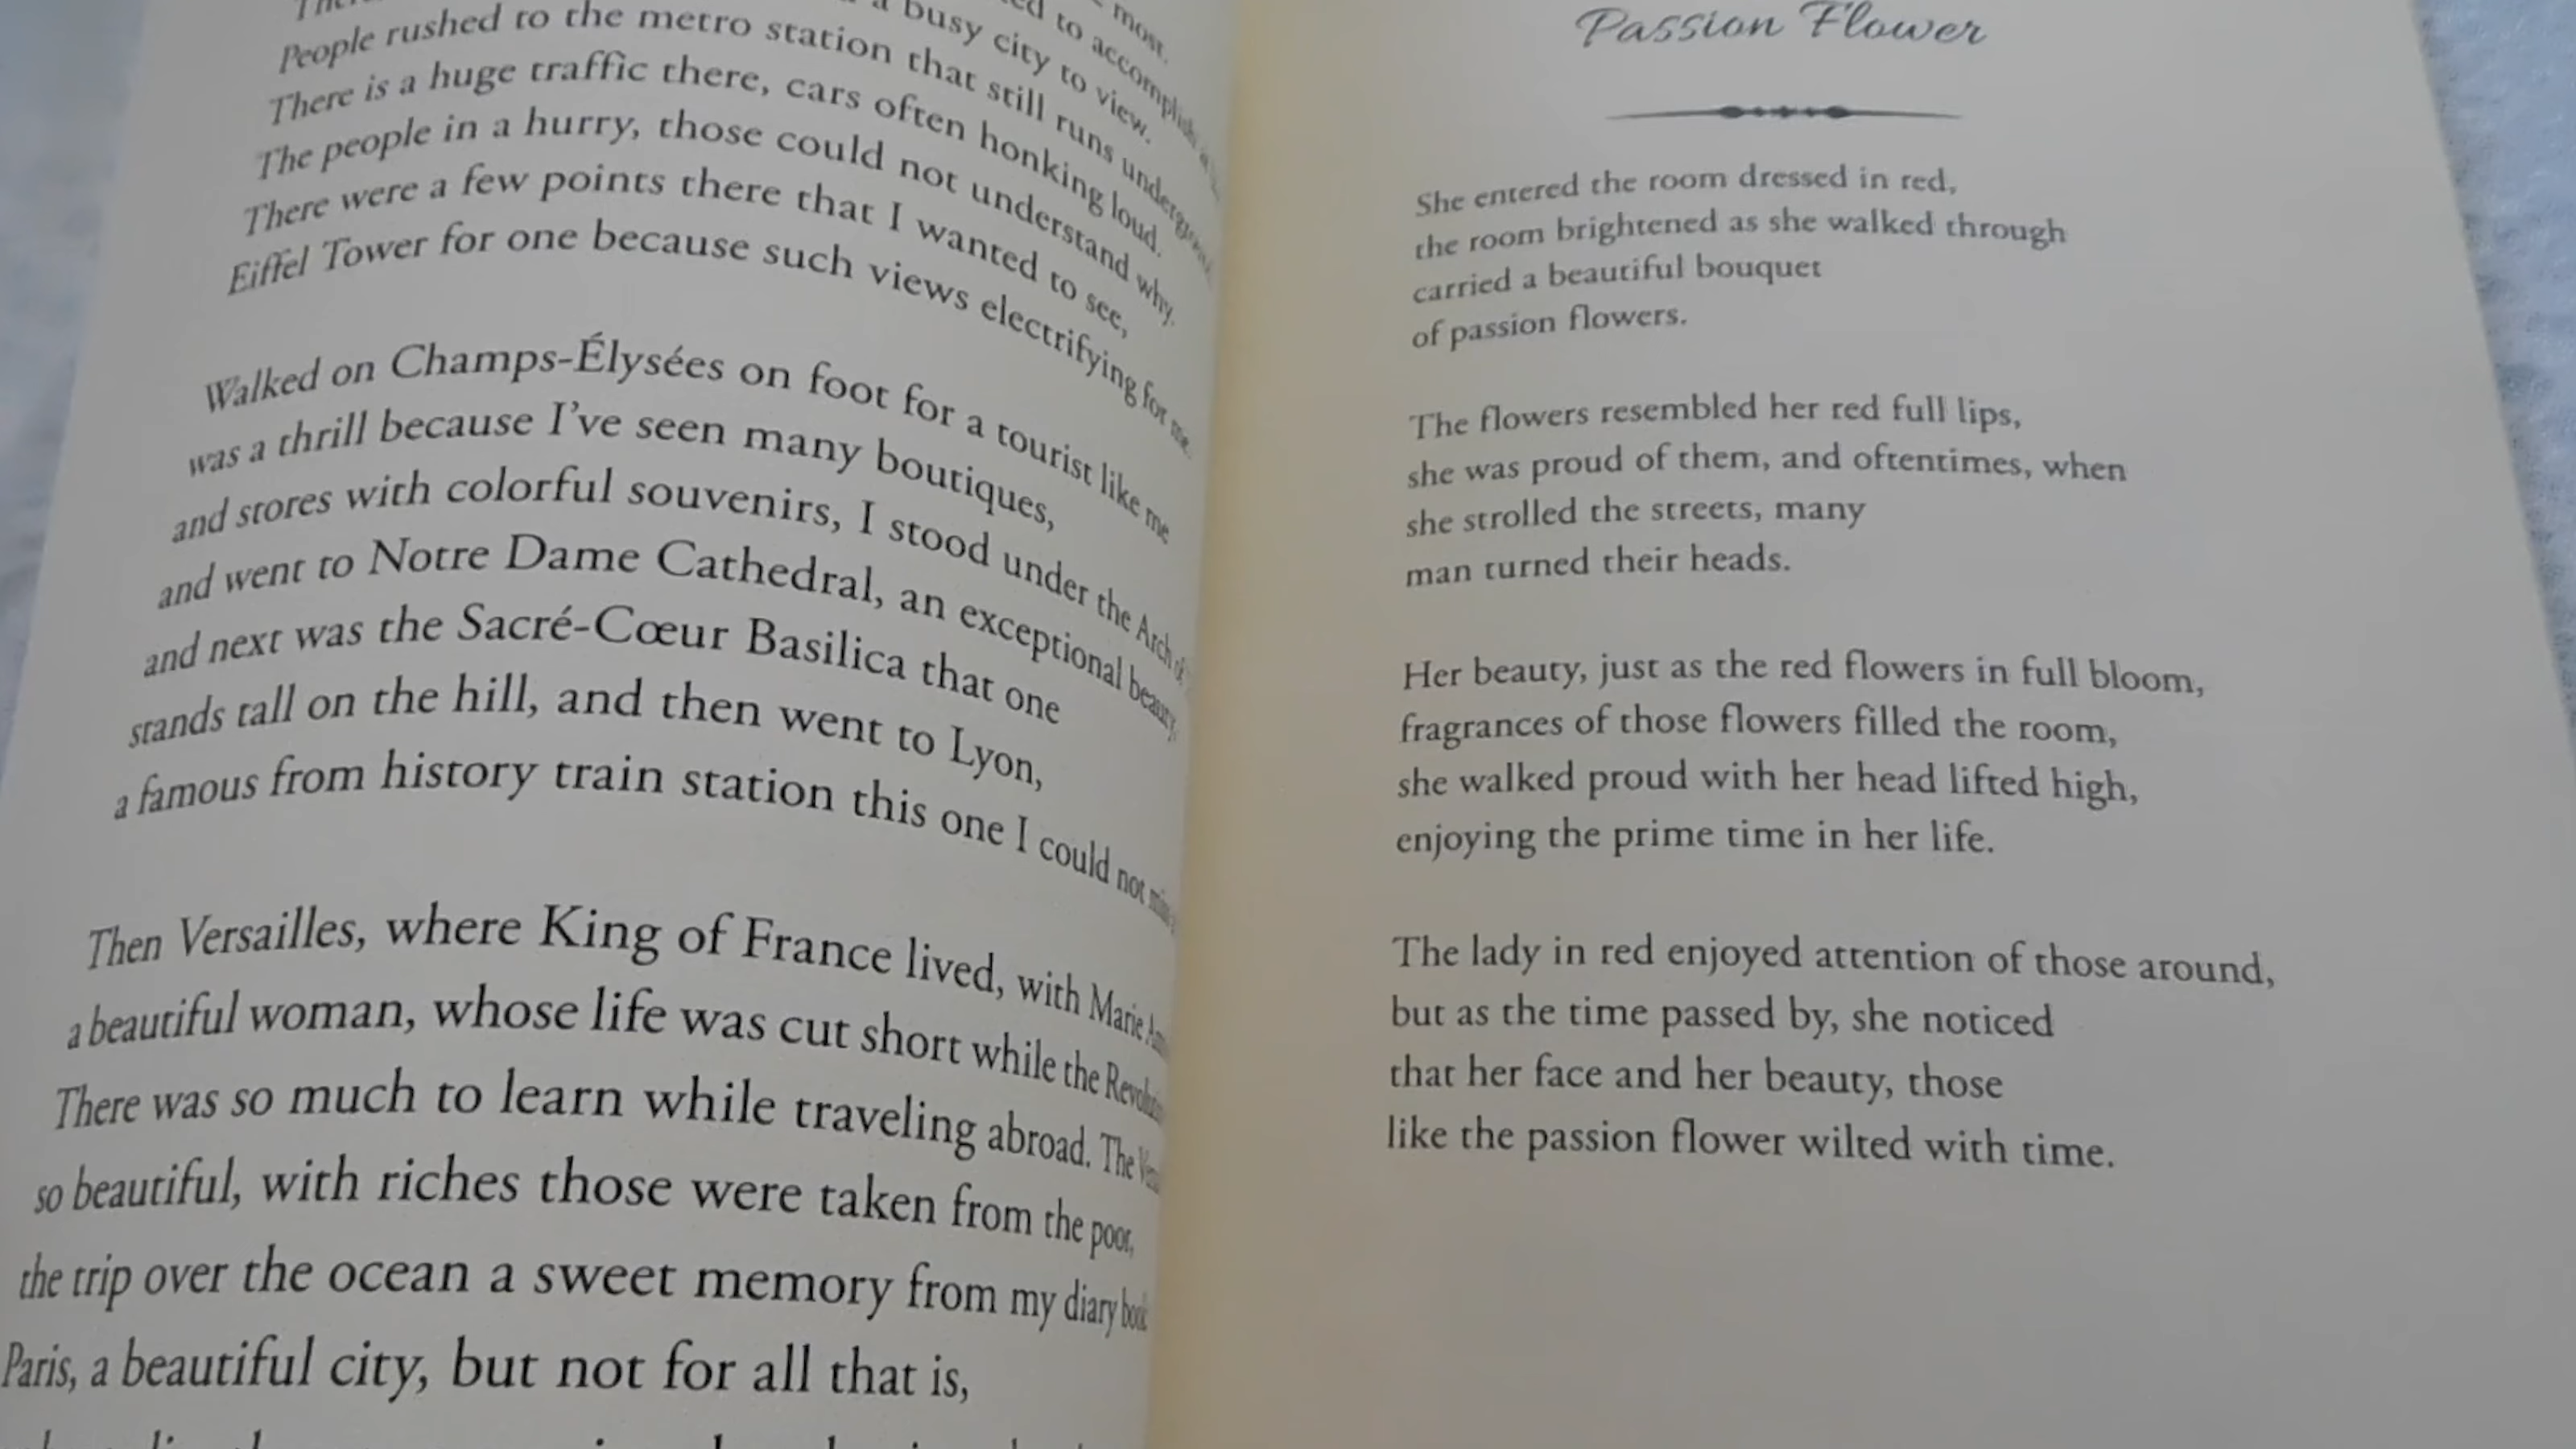 most.
to accomplish
busy city to view.
People rushed to the metro station that still runs underground.
There is a huge traffic there, cars often honking loud.
The people in a hurry, those could not understand why.
There were a few points there that I wanted to see,
Eiffel Tower for one because such views electrifying for me.
Walked on Champs-Élysées on foot for a tourist like me
was a thrill because I've seen many boutiques,
and stores with colorful souvenirs, I stood under the Arch of
and went to Notre Dame Cathedral, an exceptional beauty,
and next was the Sacré-Cœur Basilica that one
stands tall on the hill, and then went to Lyon,
a famous from history train station this one I could not
Then Versailles, where King of France lived, with Marie
a beautiful woman, whose life was cut short while the
There was so much to learn while traveling abroad. The
so beautiful, with riches those were taken from the poor,
the trip over the ocean a sweet memory from my diary book
Paris, a beautiful city, but not for all that is,
Passion Flower
She entered the room dressed in red,
the room brightened as she walked through
carried a beautiful bouquet
of passion flowers.
The flowers resembled her red full lips,
she was proud of them, and oftentimes, when
she strolled the streets, many
man turned their heads.
Her beauty, just as the red flowers in full bloom,
fragrances of those flowers filled the room,
she walked proud with her head lifted high,
enjoying the prime time in her life.
The lady in red enjoyed attention of those around,
but as the time passed by, she noticed
that her face and her beauty, those
like the passion flower wilted with time.